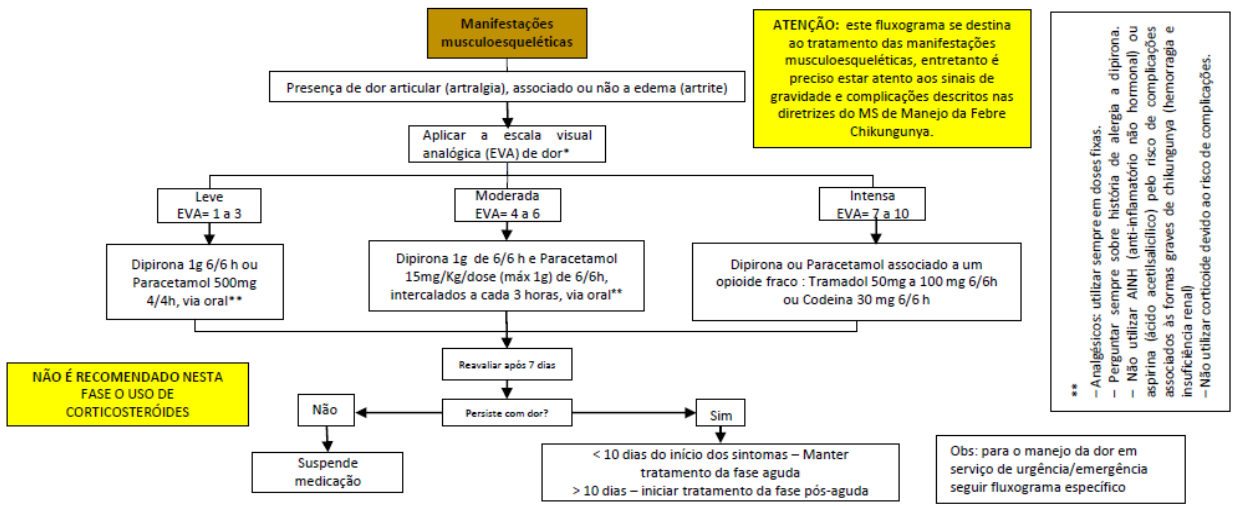 Manifestações
musculoesqueléticas
Presença de dor articular (artralgia), associado ou não a edema (artrite)
Aplicar a escala visual
analógica (EVA) de dor*
ATENÇÃO: este fluxograma se destina
ao tratamento das manifestações
musculoesqueléticas, entretanto é
preciso estar atento aos sinais de
gravidade e complicações descritos nas
diretrizes do MS de Manejo da Febre
Chikungunya.
Leve
EVA= 1 a 3
Moderada
EVA= 4 a 6
Intensa
EVA= 7 a 10
Dipirona 1g 6/6 h ou
Paracetamol 500mg
4/4h, via oral**
Dipirona 1g de 6/6 h e Paracetamol
15mg/Kg/dose (máx 1g) de 6/6h,
intercalados a cada 3 horas, via oral**
Dipirona ou Paracetamol associado a um
opioide fraco : Tramadol 50mg a 100 mg 6/6h
ou Codeina 30 mg 6/6 h
Reavaliar após 7 dias
Persiste com dor?
Não
Sim
Suspende
medicação
< 10 dias do início dos sintomas – Manter
tratamento da fase aguda
> 10 dias – iniciar tratamento da fase pós-aguda
NÃO É RECOMENDADO NESTA
FASE O USO DE
CORTICOSTERÓIDES
Obs: para o manejo da dor em
serviço de urgência/emergência
seguir fluxograma específico
**
– Analgésicos: utilizar sempre em doses fixas.
– Perguntar sempre sobre história de alergia a dipirona.
– Não utilizar AINH (anti-inflamatório não hormonal) ou
aspirina (ácido acetilsalicílico) pelo risco de complicações
associados às formas graves de chikungunya (hemorragia e
insuficiência renal)
– Não utilizar corticoide devido ao risco de complicações.